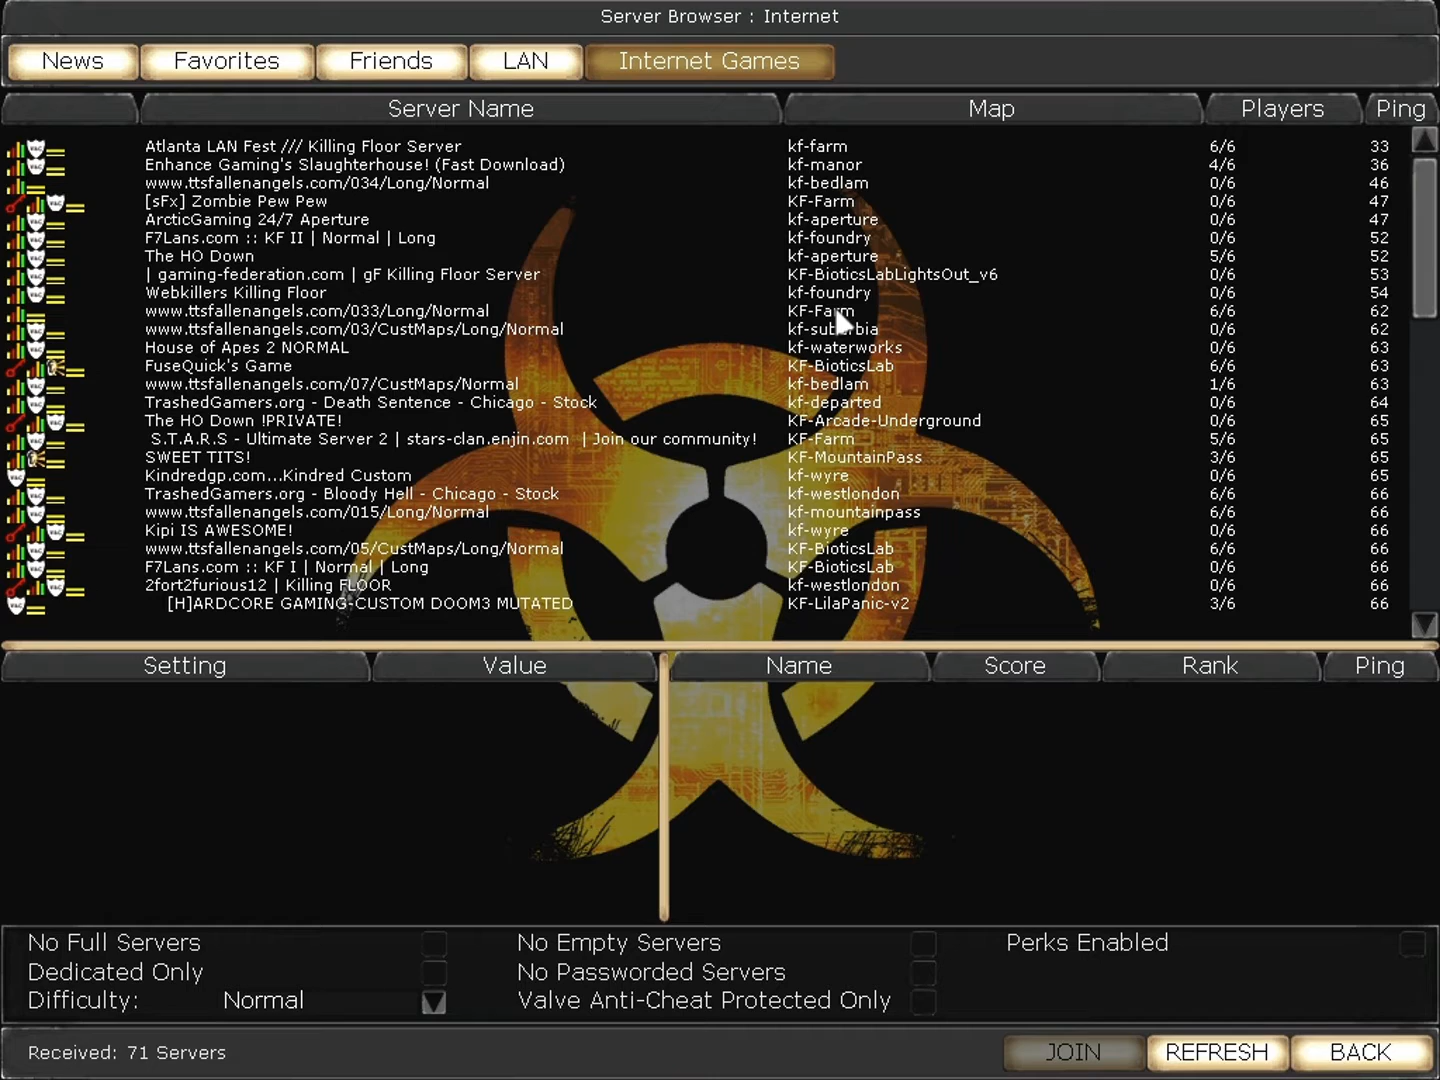 Server Browser : Internet
News Favorites Friends LAN Internet Games
Server Name Map Players Ping
Atlanta LAN Fest /// Killing Floor Server kf-farm 6/6 33
Enhance Gaming's Slaughterhouse! (Fast Download) kf-manor 4/6 36
www.ttsfallenangels.com/034/Long/Normal kf-bedlam 0/6 46
[sFx] Zombie Pew Pew KF-Farm 0/6 47
ArcticGaming 24/7 Aperture kf-aperture 0/6 47
F7Lans.com :: KF II | Normal | Long kf-foundry 0/6 52
The HO Down kf-aperture 5/6 52
| gaming-federation.com | gF Killing Floor Server KF-BioticsLabLightsOut_v6 0/6 53
Webkillers Killing Floor kf-foundry 0/6 54
www.ttsfallenangels.com/033/Long/Normal KF-Farm 6/6 62
www.ttsfallenangels.com/03/CustMaps/Long/Normal kf-suburbia 0/6 62
House of Apes 2 NORMAL kf-waterworks 0/6 63
FuseQuick's Game KF-BioticsLab 6/6 63
www.ttsfallenangels.com/07/CustMaps/Normal kf-bedlam 1/6 63
TrashedGamers.org - Death Sentence - Chicago - Stock kf-departed 0/6 64
The HO Down !PRIVATE! KF-Arcade-Underground 0/6 65
S.T.A.R.S - Ultimate Server 2 | stars-clan.enjin.com | Join our community! KF-Farm 5/6 65
SWEET TITS! KF-MountainPass 3/6 65
Kindredgp.com...Kindred Custom kf-wyre 0/6 65
TrashedGamers.org - Bloody Hell - Chicago - Stock kf-westlondon 6/6 66
www.ttsfallenangels.com/015/Long/Normal kf-mountainpass 6/6 66
Kipi IS AWESOME! kf-wyre 0/6 66
www.ttsfallenangels.com/05/CustMaps/Long/Normal KF-BioticsLab 6/6 66
F7Lans.com :: KF I | Normal | Long KF-BioticsLab 0/6 66
2fort2furious12 | Killing FLOOR kf-westlondon 0/6 66
[H]ARDCORE GAMING-CUSTOM DOOM3 MUTATED KF-LilaPanic-v2 3/6 66
Setting Value Name Score Rank Ping
No Full Servers No Empty Servers Perks Enabled
Dedicated Only No Passworded Servers
Difficulty: Normal Valve Anti-Cheat Protected Only
Received: 71 Servers JOIN REFRESH BACK